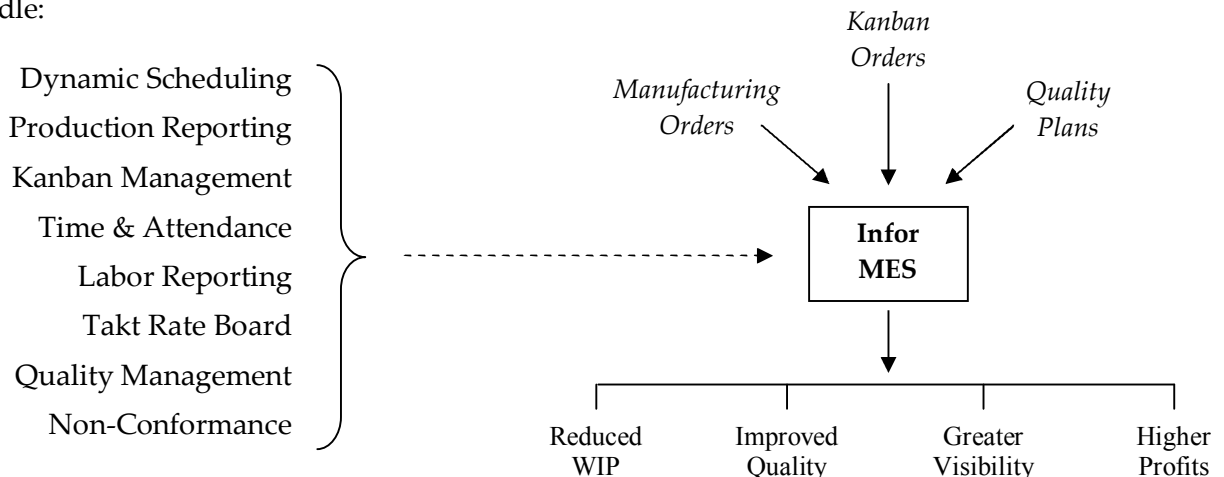 dle:
Dynamic Scheduling
Production Reporting
Kanban Management
Time & Attendance
Labor Reporting
Takt Rate Board
Quality Management
Non-Conformance
Manufacturing
Orders
Kanban
Orders
Quality
Plans
Infor
MES
Reduced
WIP
Improved
Quality
Greater
Visibility
Higher
Profits